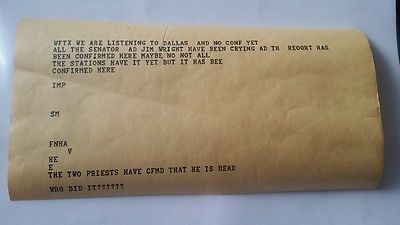 WFTX WE ARE LISTENING TO DALLAS AND NO CONF YET
ALL THE SENATOR AD JIM WRIGHT HAVE BEEN CRYING AD TH REOORT HAS
BEEN CONFIRMED HERE MAYBE NO NOT ALL
THE STATIONS HAVE IT YET BUT IT HAS BEE
CONFIRMED HERE
IMP
SM
FNHA
V
HE
E
THE TWO PRIESTS HAVE CFMD THAT HE IS DEAD
WHO DID IT??????